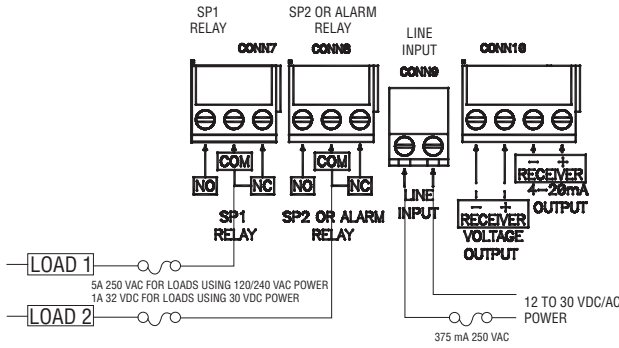 SP1
RELAY
SP2 OR ALARM
RELAY
LINE
INPUT
CONN7
CONN8
CONN9
CONN10
NO
COM
NC
NO
COM
NC
SP1
RELAY
SP2 OR ALARM
RELAY
LINE
INPUT
- +
RECEIVER
4-20mA
OUTPUT
- +
RECEIVER
VOLTAGE
OUTPUT
LOAD 1
5A 250 VAC FOR LOADS USING 120/240 VAC POWER
1A 32 VDC FOR LOADS USING 30 VDC POWER
LOAD 2
12 TO 30 VDC/AC
POWER
375 mA 250 VAC